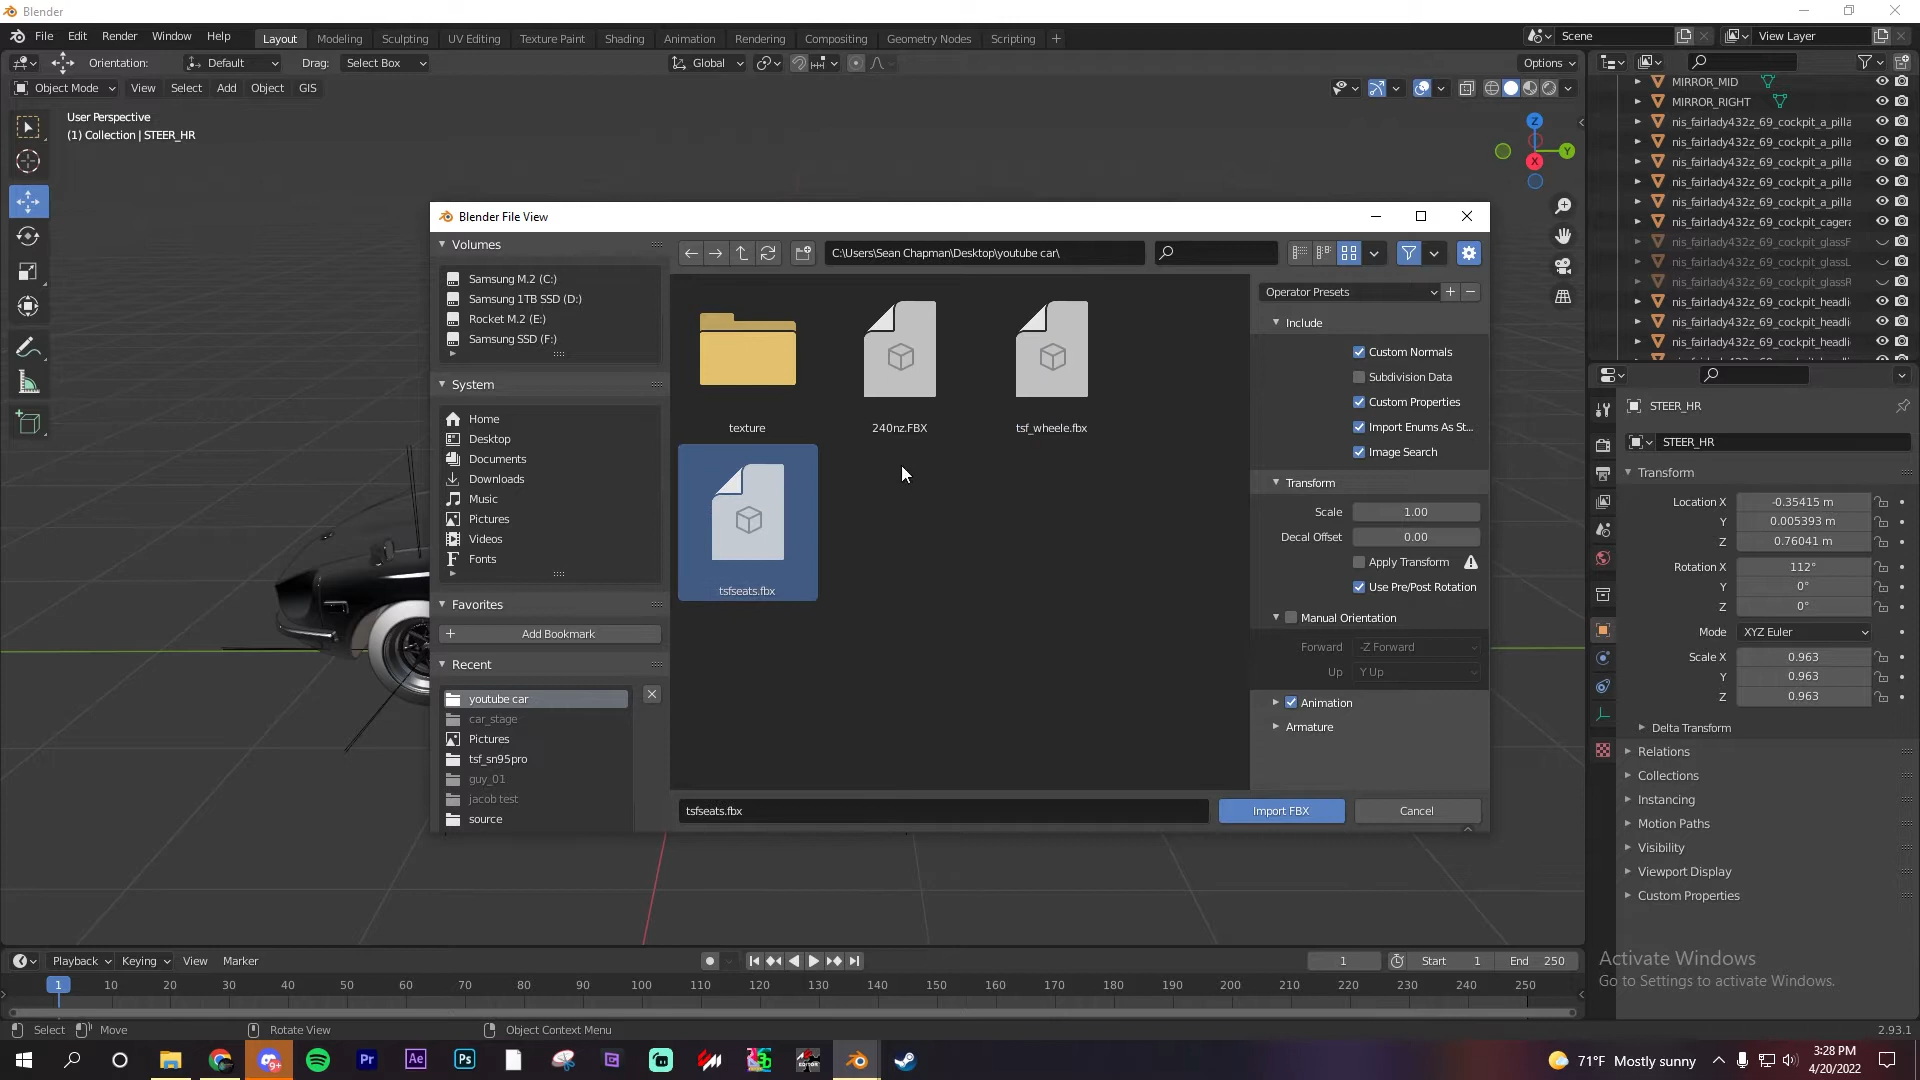 Blender
File Edit Render Window Help
Layout Modeling Sculpting UV Editing Texture Paint Shading Animation Rendering Compositing Geometry Nodes Scripting +
Scene
View Layer
Orientation: Default Drag: Select Box
Global
Options
Object Mode View Select Add Object GIS
User Perspective
(1) Collection | STEER_HR
Z
Y
X
MIRROR_MID
MIRROR_RIGHT
nis_fairlady432z_69_cockpit_a_pilla
nis_fairlady432z_69_cockpit_a_pilla
nis_fairlady432z_69_cockpit_a_pilla
nis_fairlady432z_69_cockpit_a_pilla
nis_fairlady432z_69_cockpit_a_pilla
nis_fairlady432z_69_cockpit_cagera
nis_fairlady432z_69_cockpit_glassF
nis_fairlady432z_69_cockpit_glassL
nis_fairlady432z_69_cockpit_glassR
nis_fairlady432z_69_cockpit_headli
nis_fairlady432z_69_cockpit_headli
nis_fairlady432z_69_cockpit_headli
Blender File View
Volumes
Samsung M.2 (C:)
Samsung 1TB SSD (D:)
Rocket M.2 (E:)
Samsung SSD (F:)
System
Home
Desktop
Documents
Downloads
Music
Pictures
Videos
Fonts
Favorites
Add Bookmark
Recent
youtube car
car_stage
Pictures
tsf_sn95pro
guy_01
jacob test
source
C:\Users\Sean Chapman\Desktop\youtube car\
texture
240nz.FBX
tsf_wheele.fbx
tsfseats.fbx
Operator Presets
Include
Custom Normals
Subdivision Data
Custom Properties
Import Enums As St...
Image Search
Transform
Scale 1.00
Decal Offset 0.00
Apply Transform
Use Pre/Post Rotation
Manual Orientation
Forward -Z Forward
Up Y Up
Animation
Armature
tsfseats.fbx
Import FBX
Cancel
STEER_HR
STEER_HR
Transform
Location X -0.35415 m
Y 0.005393 m
Z 0.76041 m
Rotation X 112°
Y 0°
Z 0°
Mode XYZ Euler
Scale X 0.963
Y 0.963
Z 0.963
Delta Transform
Relations
Collections
Instancing
Motion Paths
Visibility
Viewport Display
Custom Properties
Activate Windows
Go to Settings to activate Windows.
Playback Keying View Marker
1 Start 1 End 250
1 10 20 30 40 50 60 70 80 90 100 110 120 130 140 150 160 170 180 190 200 210 220 230 240 250
Select Move Rotate View Object Context Menu
2.93.1
9+
Pr
Ae
Ps
71°F Mostly sunny
3:28 PM
4/20/2022